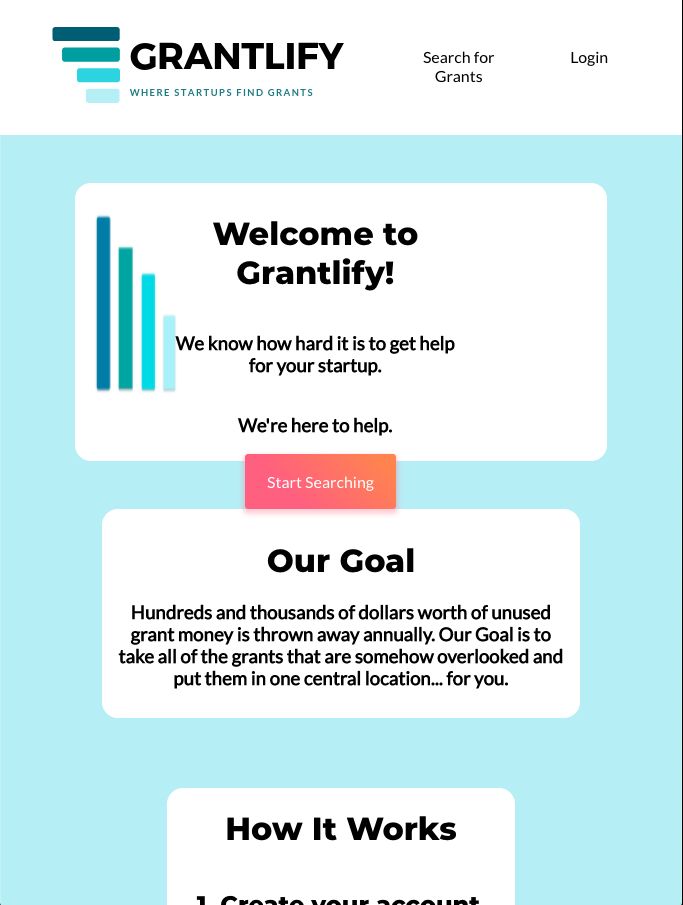 GRANTLIFY
WHERE STARTUPS FIND GRANTS
Search for
Grants
Login
Welcome to
Grantlify!
We know how hard it is to get help
for your startup.
We're here to help.
Start Searching
Our Goal
Hundreds and thousands of dollars worth of unused
grant money is thrown away annually. Our Goal is to
take all of the grants that are somehow overlooked and
put them in one central location... for you.
How It Works
1. Create your account